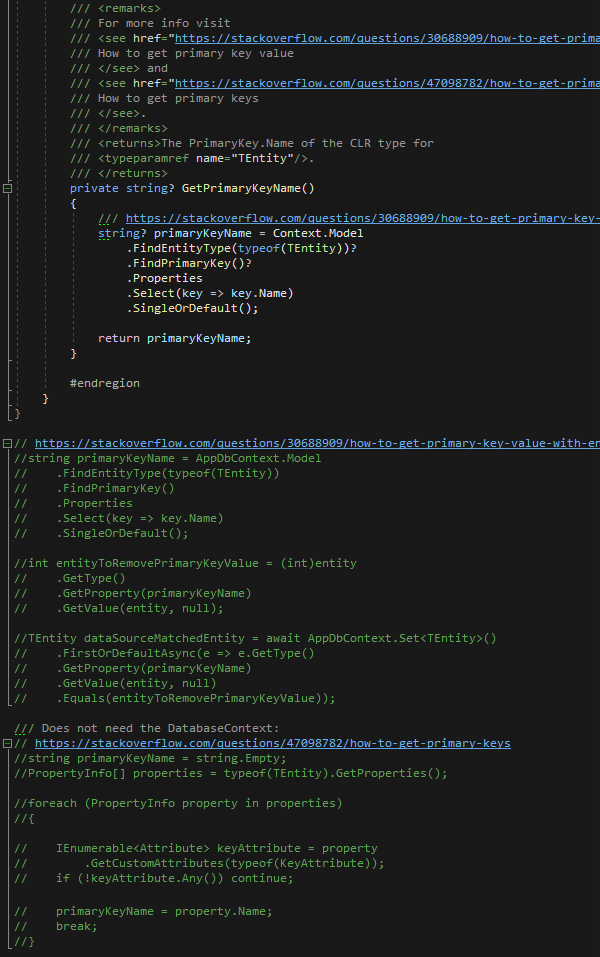 /// <remarks>
/// For more info visit
/// <see href="https://stackoverflow.com/questions/30688909/how-to-get-prima
/// How to get primary key value
/// </see> and
/// <see href="https://stackoverflow.com/questions/47098782/how-to-get-prima
/// How to get primary keys
/// </see>.
/// </remarks>
/// <returns>The PrimaryKey.Name of the CLR type for
/// <typeparamref name="TEntity"/>.
/// </returns>
private string? GetPrimaryKeyName()
{
/// https://stackoverflow.com/questions/30688909/how-to-get-primary-key-
string? primaryKeyName = Context.Model
.FindEntityType(typeof(TEntity))?
.FindPrimaryKey()?
.Properties
.Select(key => key.Name)
.SingleOrDefault();
return primaryKeyName;
}
#endregion
}
}
// https://stackoverflow.com/questions/30688909/how-to-get-primary-key-value-with-en
//string primaryKeyName = AppDbContext.Model
//    .FindEntityType(typeof(TEntity))
//    .FindPrimaryKey()
//    .Properties
//    .Select(key => key.Name)
//    .SingleOrDefault();
//int entityToRemovePrimaryKeyValue = (int)entity
//    .GetType()
//    .GetProperty(primaryKeyName)
//    .GetValue(entity, null);
//TEntity dataSourceMatchedEntity = await AppDbContext.Set<TEntity>()
//    .FirstOrDefaultAsync(e => e.GetType()
//    .GetProperty(primaryKeyName)
//    .GetValue(entity, null)
//    .Equals(entityToRemovePrimaryKeyValue));
/// Does not need the DatabaseContext:
// https://stackoverflow.com/questions/47098782/how-to-get-primary-keys
//string primaryKeyName = string.Empty;
//PropertyInfo[] properties = typeof(TEntity).GetProperties();
//foreach (PropertyInfo property in properties)
//{
//    IEnumerable<Attribute> keyAttribute = property
//        .GetCustomAttributes(typeof(KeyAttribute));
//    if (!keyAttribute.Any()) continue;
//    primaryKeyName = property.Name;
//    break;
//}